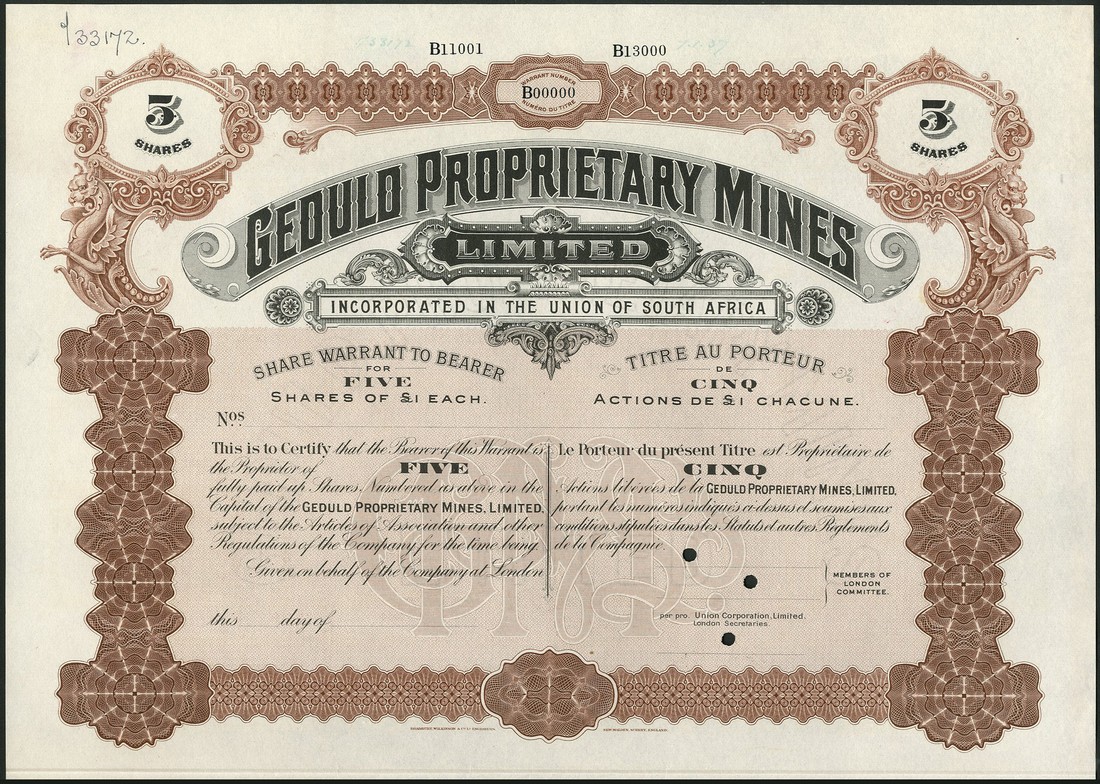 33172.
B11001 B13000
WARRANT NUMBER
B00000
NUMÉRO DU TITRE
5 SHARES
5 SHARES
GEDULD PROPRIETARY MINES
LIMITED
INCORPORATED IN THE UNION OF SOUTH AFRICA
SHARE WARRANT TO BEARER
FOR
FIVE
SHARES OF £1 EACH.
TITRE AU PORTEUR
DE
CINQ
ACTIONS DE £1 CHACUNE.
Nos.
This is to Certify that the Bearer of this Warrant is
the Proprietor of FIVE
fully paid up Shares Numbered as above in the
Capital of the GEDULD PROPRIETARY MINES, LIMITED.
subject to the Articles of Association and other
Regulations of the Company for the time being.
Given on behalf of the Company at London
this day of
Le Porteur du présent Titre est Propriétaire de
CINQ
Actions libérées de la GEDULD PROPRIETARY MINES, LIMITED,
portant les numéros indiqués ci-dessus et soumises aux
conditions stipulées dans les Statuts et autres Règlements
de la Compagnie.
MEMBERS OF
LONDON
COMMITTEE.
per pro. Union Corporation, Limited.
London Secretaries.
NEW MALDEN, SURREY, ENGLAND.